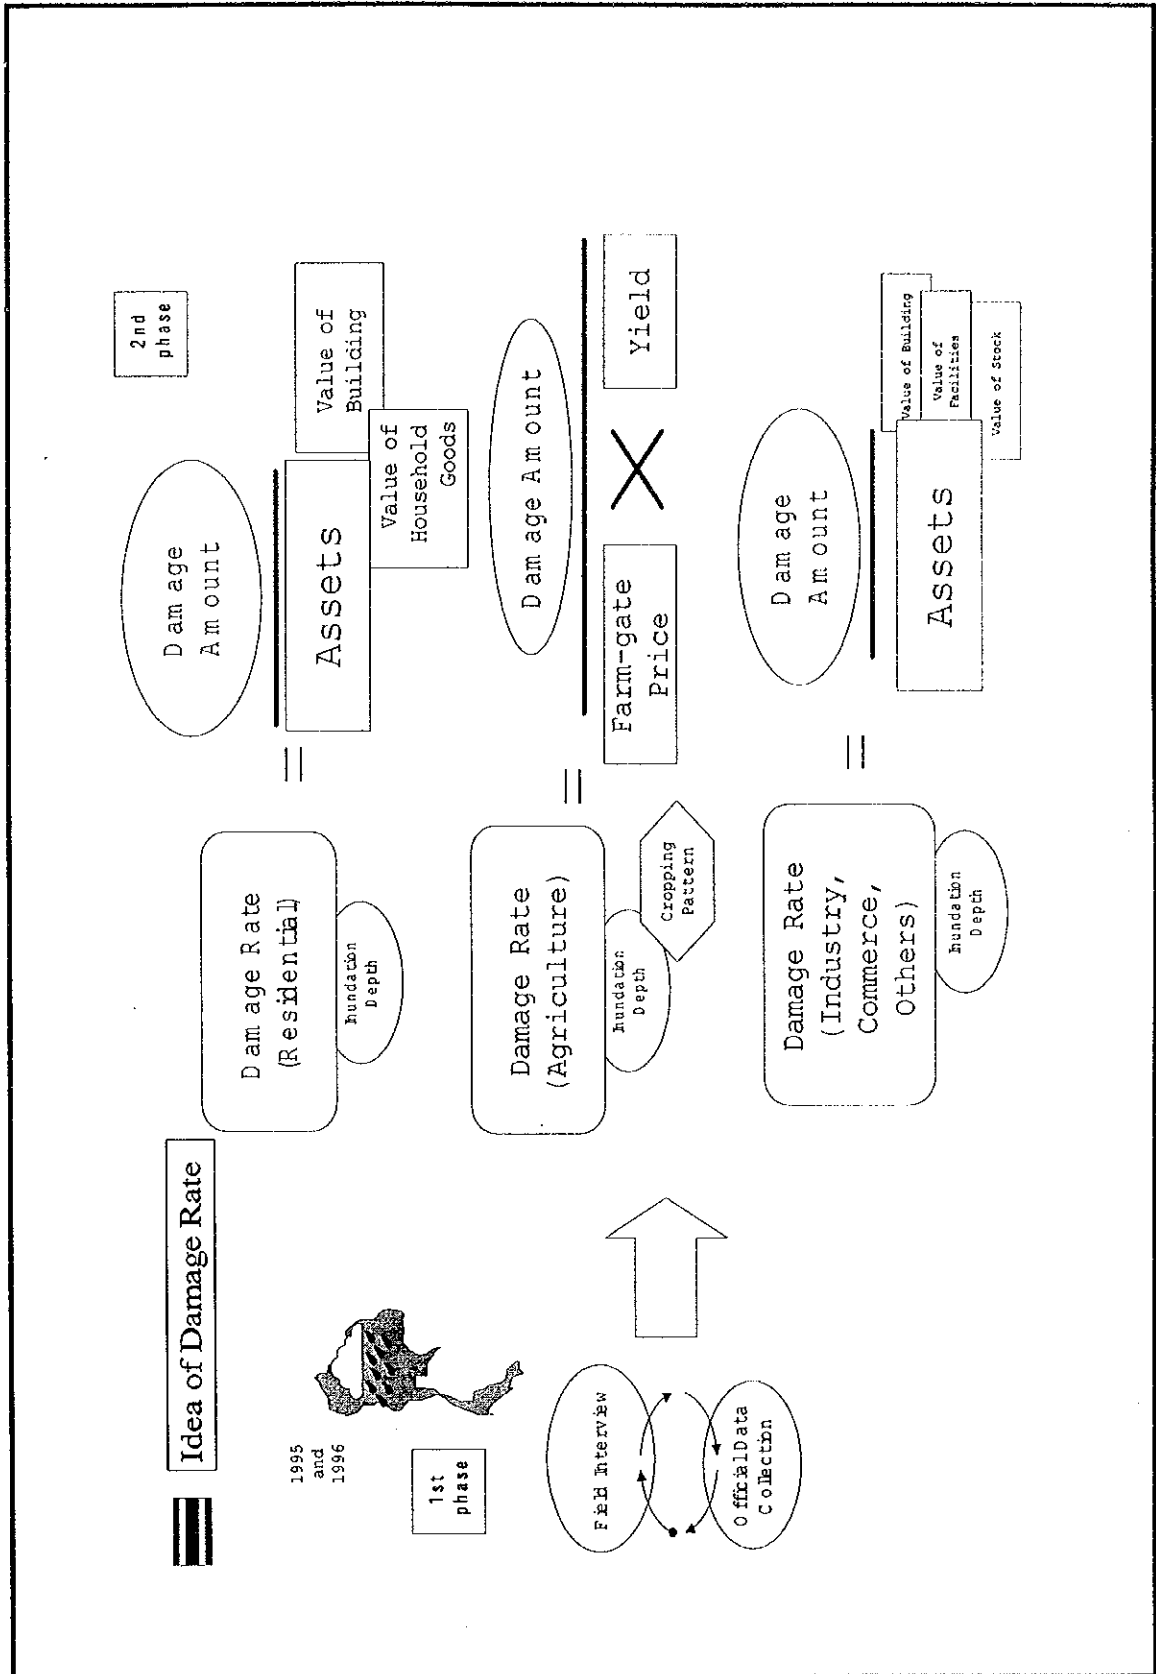 Idea of Damage Rate
1995
and
1996
1st
phase
Field Interview
Official Data
Collection
2nd
phase
Damage Rate
(Residential)
Inundation
Depth
=
Damage
Amount
Assets
Value of
Building
Value of
Household
Goods
Damage Rate
(Agriculture)
Inundation
Depth
Cropping
Pattern
=
Damage Amount
Farm-gate
Price
×
Yield
Damage Rate
(Industry,
Commerce,
Others)
Inundation
Depth
=
Damage
Amount
Assets
Value of Building
Value of
Facilities
Value of Stock